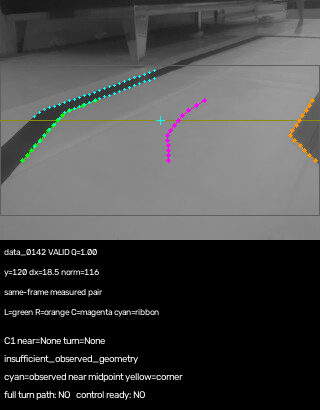 data_0142 VALID Q=1.00
y=120 dx=18.5 norm=116
same-frame measured pair
L=green R=orange C=magenta cyan=ribbon
C1 near=None turn=None
insufficient_observed_geometry
cyan=observed near midpoint yellow=corner
full turn path: NO control ready: NO